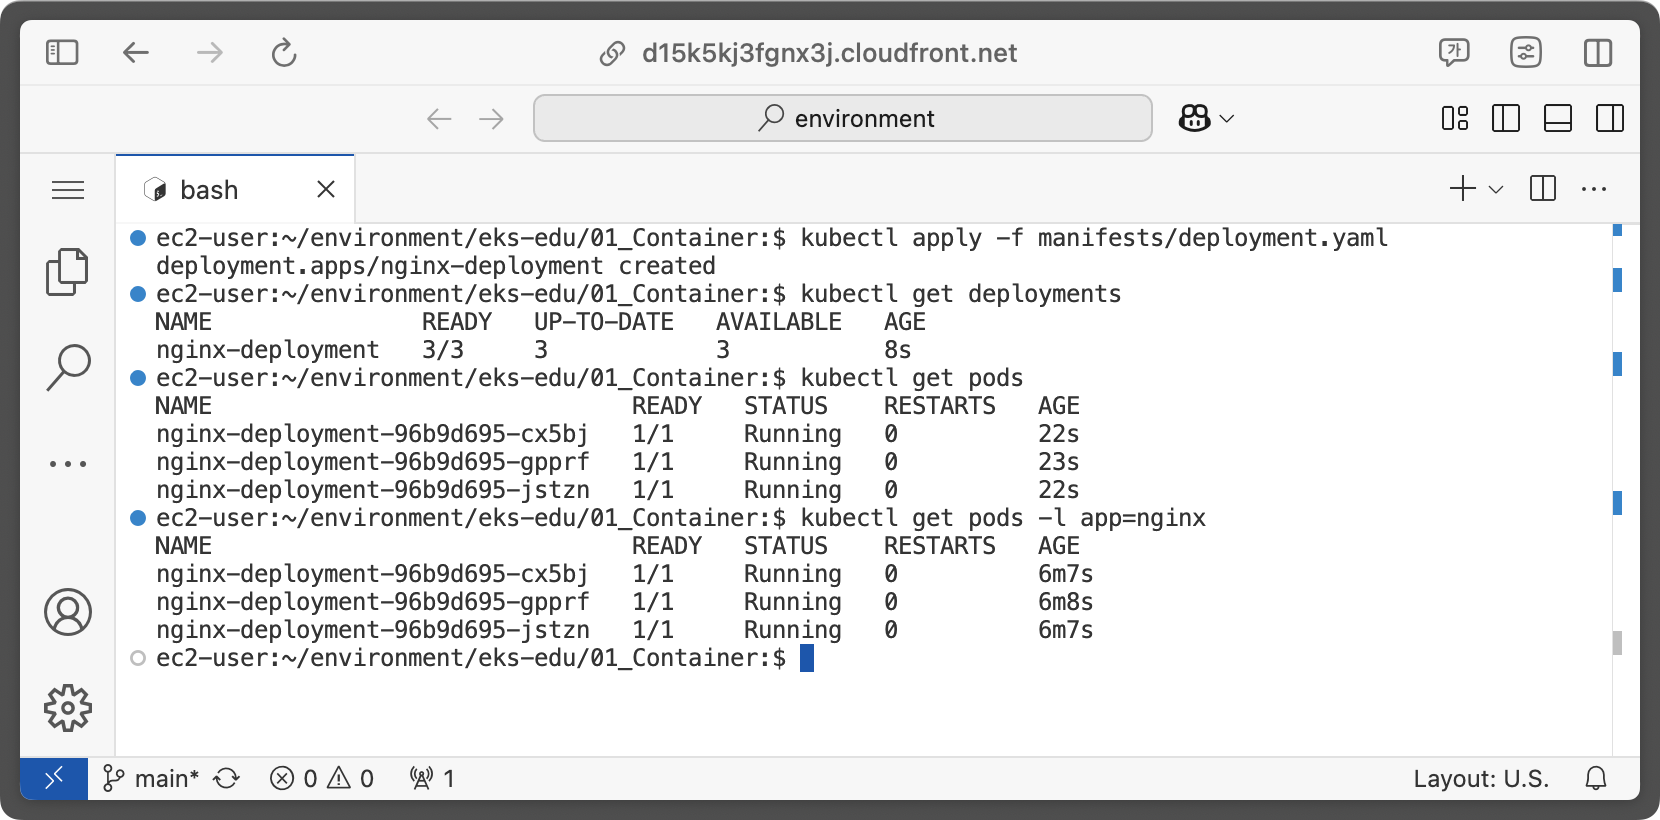 d15k5kj3fgnx3j.cloudfront.net
가
environment
bash
ec2-user:~/environment/eks-edu/01_Container:$ kubectl apply -f manifests/deployment.yaml
deployment.apps/nginx-deployment created
ec2-user:~/environment/eks-edu/01_Container:$ kubectl get deployments
NAME READY UP-TO-DATE AVAILABLE AGE
nginx-deployment 3/3 3 3 8s
ec2-user:~/environment/eks-edu/01_Container:$ kubectl get pods
NAME READY STATUS RESTARTS AGE
nginx-deployment-96b9d695-cx5bj 1/1 Running 0 22s
nginx-deployment-96b9d695-gpprf 1/1 Running 0 23s
nginx-deployment-96b9d695-jstzn 1/1 Running 0 22s
ec2-user:~/environment/eks-edu/01_Container:$ kubectl get pods -l app=nginx
NAME READY STATUS RESTARTS AGE
nginx-deployment-96b9d695-cx5bj 1/1 Running 0 6m7s
nginx-deployment-96b9d695-gpprf 1/1 Running 0 6m8s
nginx-deployment-96b9d695-jstzn 1/1 Running 0 6m7s
ec2-user:~/environment/eks-edu/01_Container:$
main* 0 0 1 Layout: U.S.